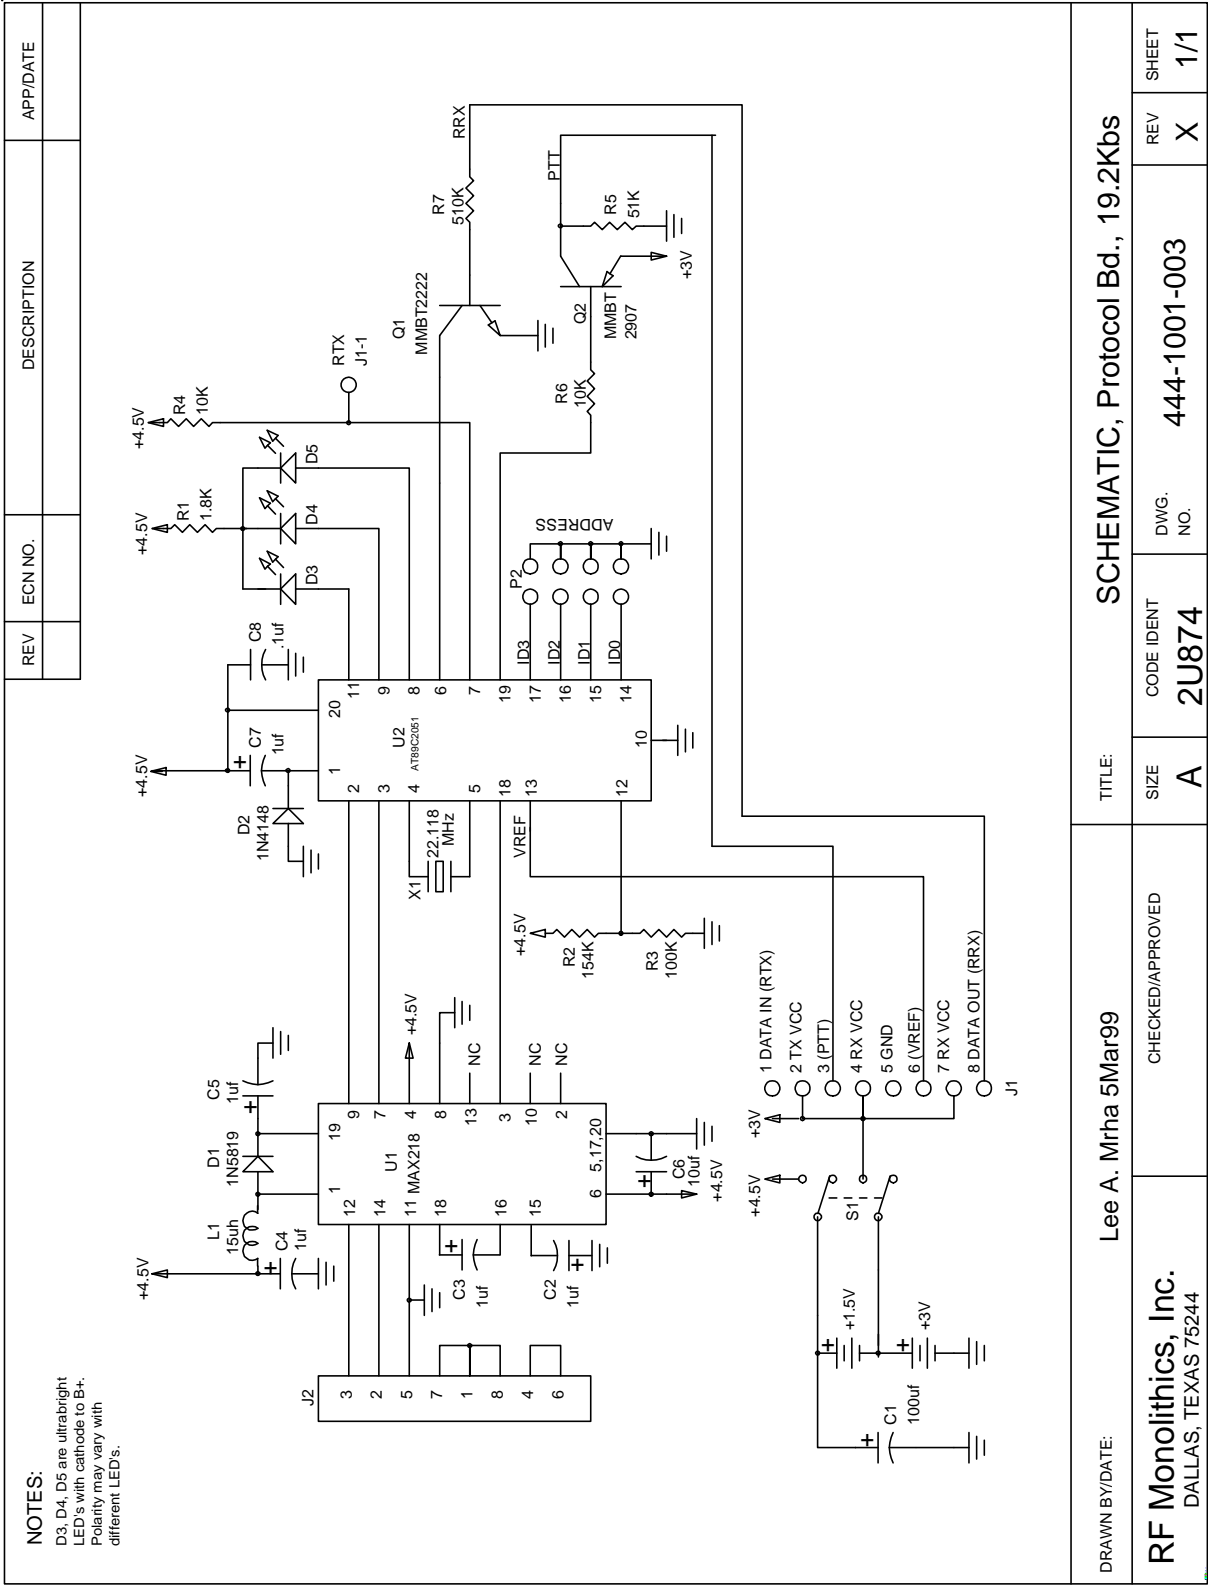 NOTES:
D3, D4, D5 are ultrabright
LED's with cathode to B+.
Polarity may vary with
different LED's.
REV
ECN NO.
DESCRIPTION
APP/DATE
+4.5V
L1
15uh
C4
1uf
D1
1N5819
C5
1uf
J2
3
2
5
7
1
8
4
6
12
14
11
18
16
15
1
19
U1
MAX218
9
7
4
8
13
3
10
2
6
5,17,20
C3
1uf
C2
1uf
C6
10uf
+4.5V
+4.5V
NC
NC
NC
+4.5V
D2
1N4148
C7
1uf
C8
.1uf
X1
22.118
MHz
VREF
1
20
2
3
4
5
18
13
12
U2
AT89C2051
11
9
8
6
7
19
17
16
15
14
10
+4.5V
R2
154K
R3
100K
+4.5V
R1
1.8K
D3
D4
D5
+4.5V
R4
10K
RTX
J1-1
Q1
MMBT2222
R7
510K
RRX
PTT
R5
51K
Q2
MMBT
2907
+3V
R6
10K
ID3
ID2
ID1
ID0
P2
ADDRESS
C1
100uf
+1.5V
+3V
S1
+4.5V
+3V
1 DATA IN (RTX)
2 TX VCC
3 (PTT)
4 RX VCC
5 GND
6 (VREF)
7 RX VCC
8 DATA OUT (RRX)
J1
DRAWN BY/DATE:
Lee A. Mrha 5Mar99
TITLE:
SCHEMATIC, Protocol Bd., 19.2Kbs
RF Monolithics, Inc.
DALLAS, TEXAS 75244
CHECKED/APPROVED
SIZE
A
CODE IDENT
2U874
DWG.
NO.
444-1001-003
REV
X
SHEET
1/1